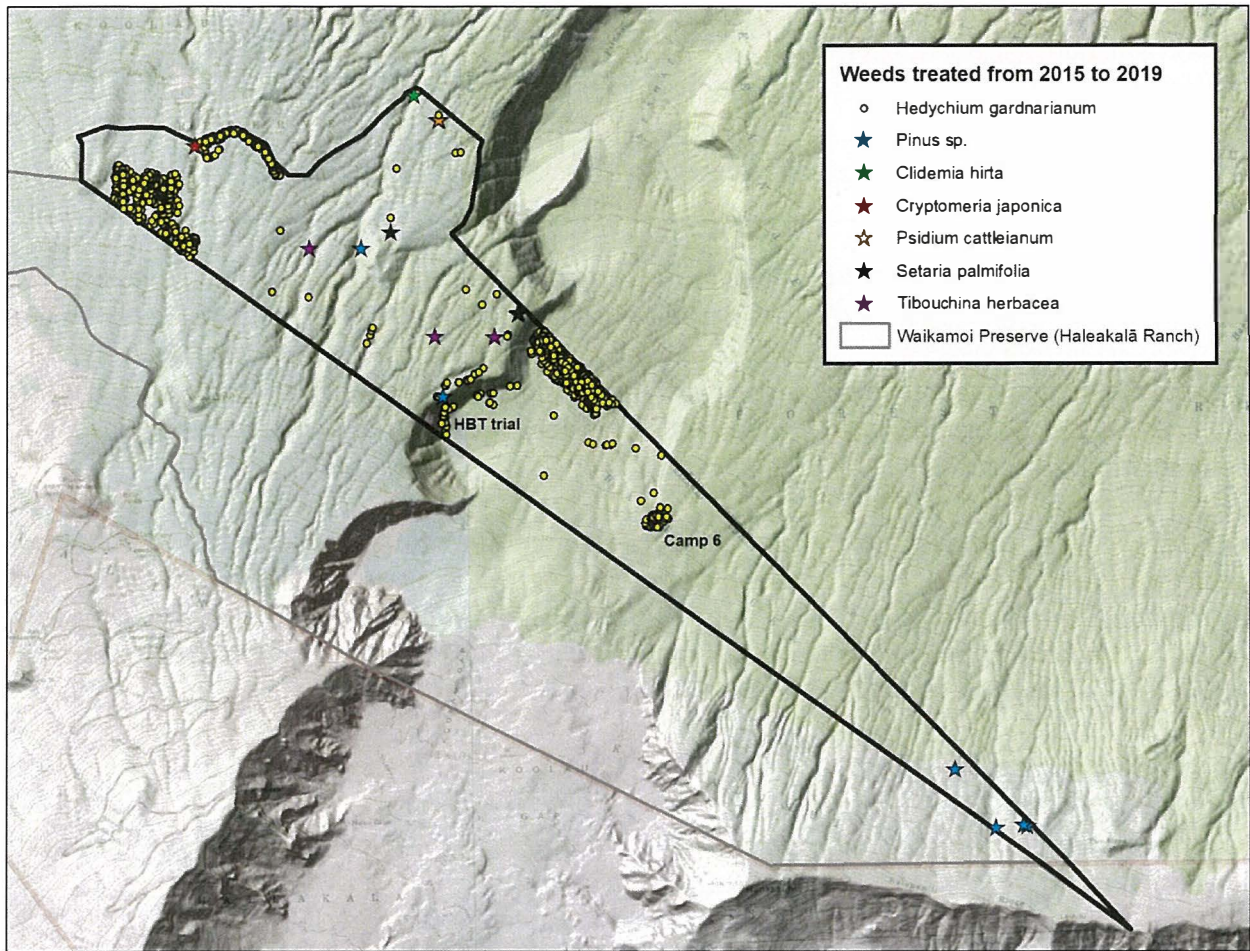 K O O L A U
Weeds treated from 2015 to 2019
Hedychium gardnarianum
Pinus sp.
Clidemia hirta
Cryptomeria japonica
Psidium cattleianum
Setaria palmifolia
Tibouchina herbacea
Waikamoi Preserve (Haleakalā Ranch)
HBT trial
Camp 6
K O O L A U
G A P